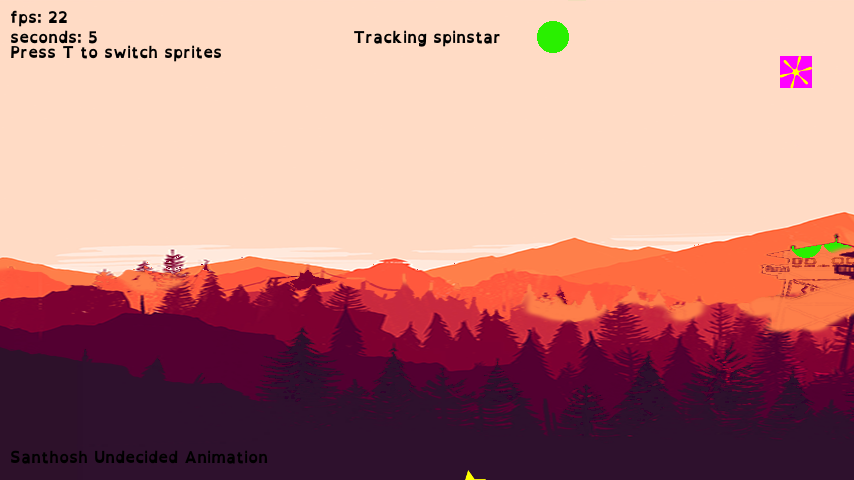 fps: 22
seconds: 5
Press T to switch sprites
Tracking spinstar
Santhosh Undecided Animation